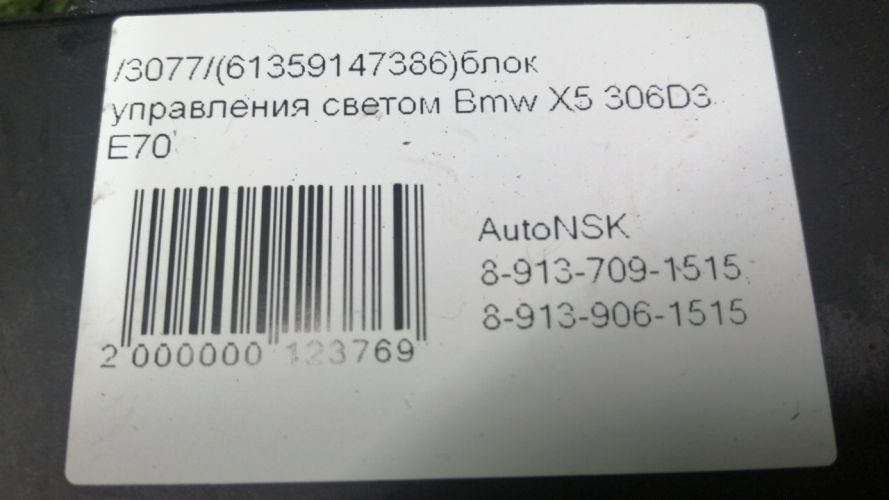 /3077/(61359147386)блок
управления светом Bmw X5 306D3
E70
AutoNSK
8-913-709-1515
8-913-906-1515
2 000000 123769